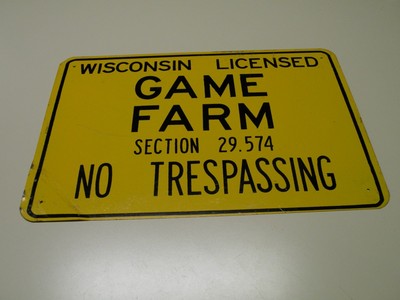 WISCONSIN LICENSED
GAME
FARM
SECTION 29.574
NO TRESPASSING